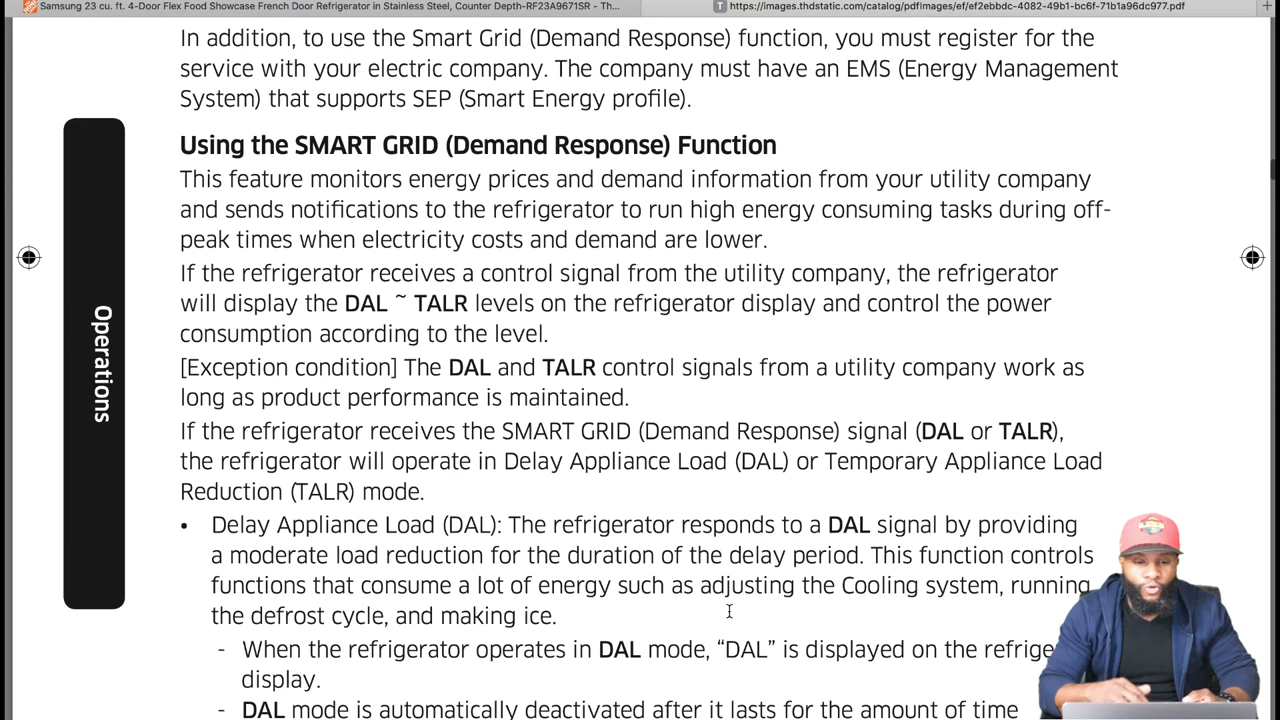 Samsung 23 cu. ft. 4-Door Flex Food Showcase French Door Refrigerator in Stainless Steel, Counter Depth-RF23A9671SR - Th...
https://images.thdstatic.com/catalog/pdfImages/ef/ef2ebbdc-4082-49b1-bc6f-71b1a96dc977.pdf
In addition, to use the Smart Grid (Demand Response) function, you must register for the
service with your electric company. The company must have an EMS (Energy Management
System) that supports SEP (Smart Energy profile).
Using the SMART GRID (Demand Response) Function
This feature monitors energy prices and demand information from your utility company
and sends notifications to the refrigerator to run high energy consuming tasks during off-
peak times when electricity costs and demand are lower.
If the refrigerator receives a control signal from the utility company, the refrigerator
will display the DAL ~ TALR levels on the refrigerator display and control the power
consumption according to the level.
[Exception condition] The DAL and TALR control signals from a utility company work as
long as product performance is maintained.
If the refrigerator receives the SMART GRID (Demand Response) signal (DAL or TALR),
the refrigerator will operate in Delay Appliance Load (DAL) or Temporary Appliance Load
Reduction (TALR) mode.
• Delay Appliance Load (DAL): The refrigerator responds to a DAL signal by providing
a moderate load reduction for the duration of the delay period. This function controls
functions that consume a lot of energy such as adjusting the Cooling system, running
the defrost cycle, and making ice.
- When the refrigerator operates in DAL mode, “DAL” is displayed on the refrige
display.
- DAL mode is automatically deactivated after it lasts for the amount of time
Operations